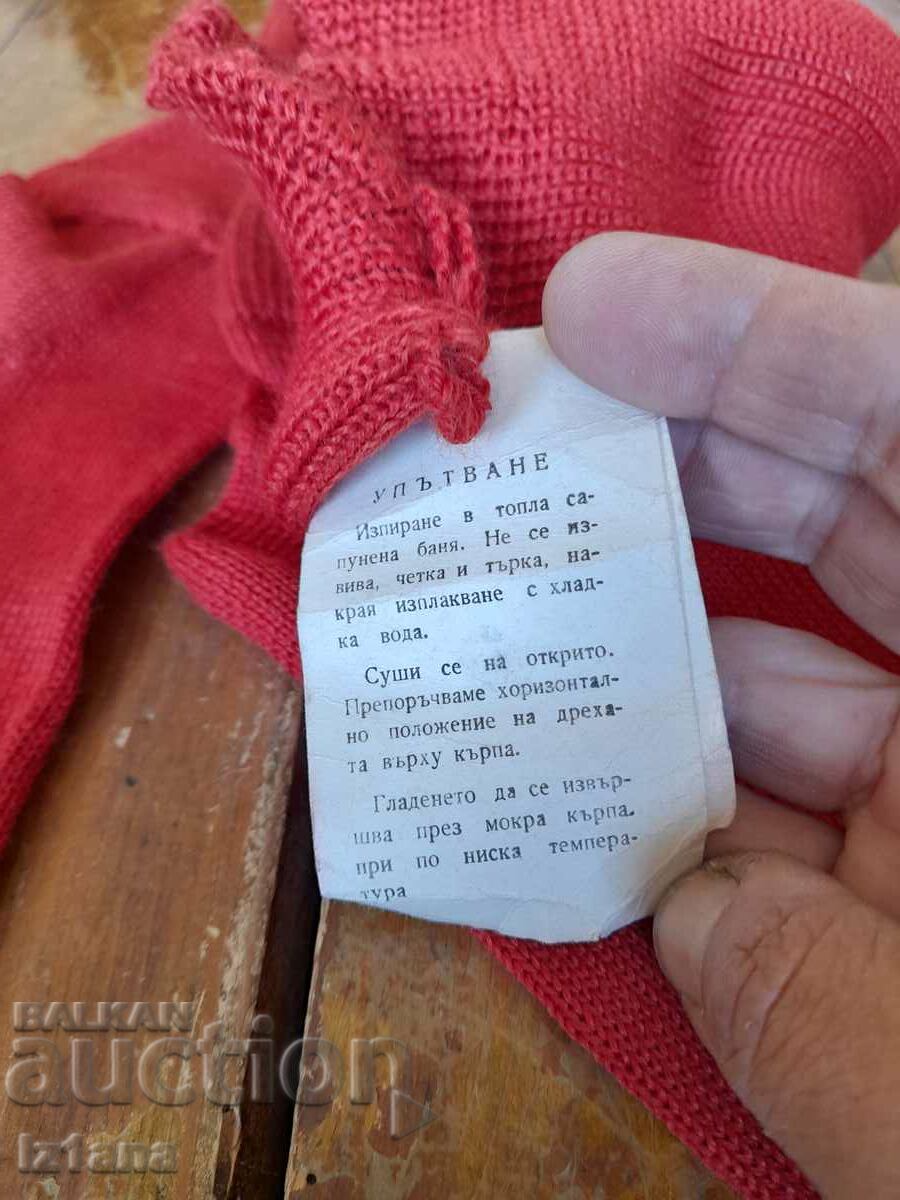 УПЪТВАНЕ
Изпиране в топла са-
пунена баня. Не се из-
вива, четка и търка, на-
края изплакване с хлад-
ка вода.
Суши се на открито.
Препоръчваме хоризонтал-
но положение на дреха-
та върху кърпа.
Гладенето да се извър-
шва през мокра кърпа.
при по ниска темпера-
тура
BALKAN
auction
iz1ana